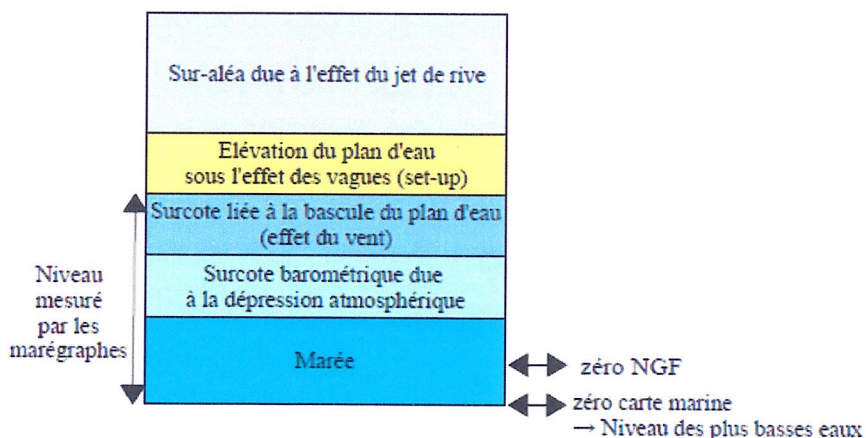 Sur-aléa due à l'effet du jet de rive
Elévation du plan d'eau
sous l'effet des vagues (set-up)
Surcote liée à la bascule du plan d'eau
(effet du vent)
Surcote barométrique due
à la dépression atmosphérique
Marée
Niveau
mesuré
par les
marégraphes
zéro NGF
zéro carte marine
→ Niveau des plus basses eaux